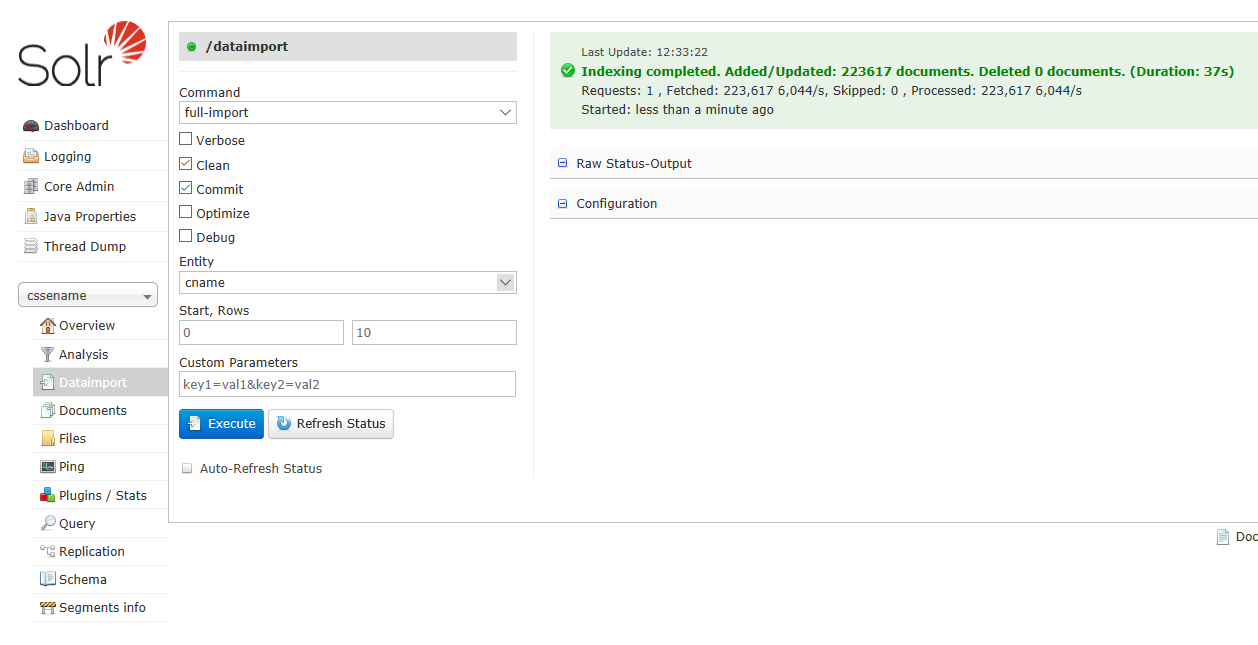 Solr
Dashboard
Logging
Core Admin
Java Properties
Thread Dump
cssename
Overview
Analysis
Dataimport
Documents
Files
Ping
Plugins / Stats
Query
Replication
Schema
Segments info
/dataimport
Command
full-import
Verbose
Clean
Commit
Optimize
Debug
Entity
cname
Start, Rows
0 10
Custom Parameters
key1=val1&key2=val2
Execute Refresh Status
Auto-Refresh Status
Last Update: 12:33:22
Indexing completed. Added/Updated: 223617 documents. Deleted 0 documents. (Duration: 37s)
Requests: 1 , Fetched: 223,617 6,044/s, Skipped: 0 , Processed: 223,617 6,044/s
Started: less than a minute ago
Raw Status-Output
Configuration
Doc